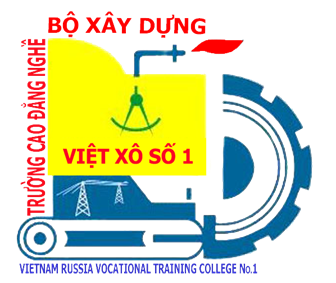 BỘ XÂY DỰNG
TRƯỜNG CAO ĐẲNG NGHỀ
VIỆT XÔ SỐ 1
VIETNAM RUSSIA VOCATIONAL TRAINING COLLEGE No.1